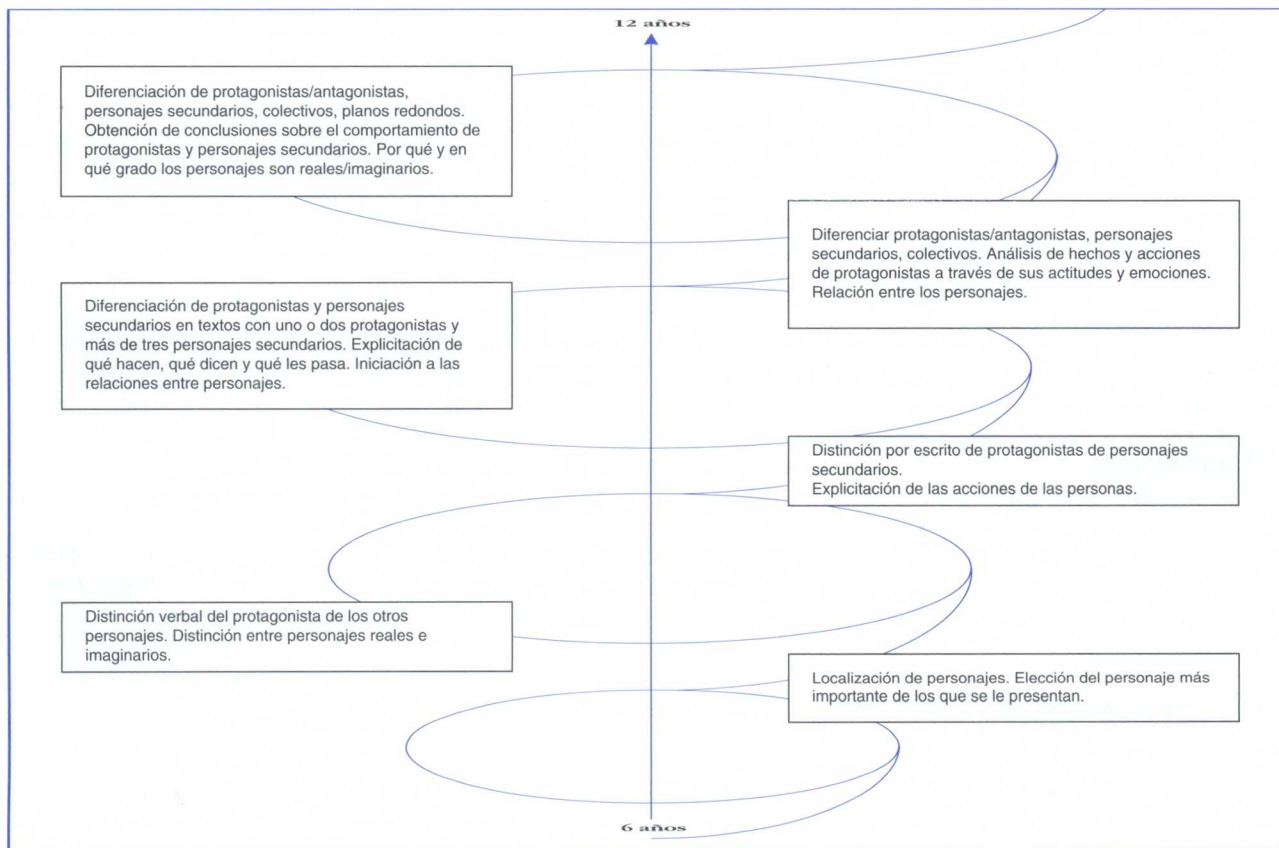 12 años
Diferenciación de protagonistas/antagonistas,
personajes secundarios, colectivos, planos redondos.
Obtención de conclusiones sobre el comportamiento de
protagonistas y personajes secundarios. Por qué y en
qué grado los personajes son reales/imaginarios.
Diferenciar protagonistas/antagonistas, personajes
secundarios, colectivos. Análisis de hechos y acciones
de protagonistas a través de sus actitudes y emociones.
Relación entre los personajes.
Diferenciación de protagonistas y personajes
secundarios en textos con uno o dos protagonistas y
más de tres personajes secundarios. Explicitación de
qué hacen, qué dicen y qué les pasa. Iniciación a las
relaciones entre personajes.
Distinción por escrito de protagonistas de personajes
secundarios.
Explicitación de las acciones de las personas.
Distinción verbal del protagonista de los otros
personajes. Distinción entre personajes reales e
imaginarios.
Localización de personajes. Elección del personaje más
importante de los que se le presentan.
6 años